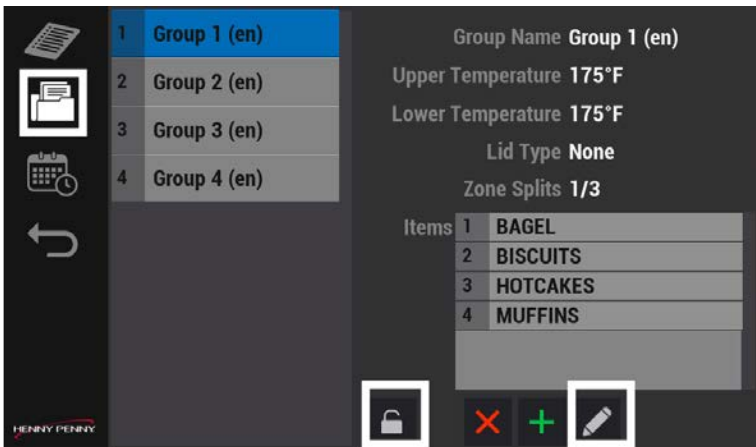 1 Group 1 (en)
2 Group 2 (en)
3 Group 3 (en)
4 Group 4 (en)
Group Name Group 1 (en)
Upper Temperature 175°F
Lower Temperature 175°F
Lid Type None
Zone Splits 1/3
Items 1 BAGEL
2 BISCUITS
3 HOTCAKES
4 MUFFINS
HENNY PENNY